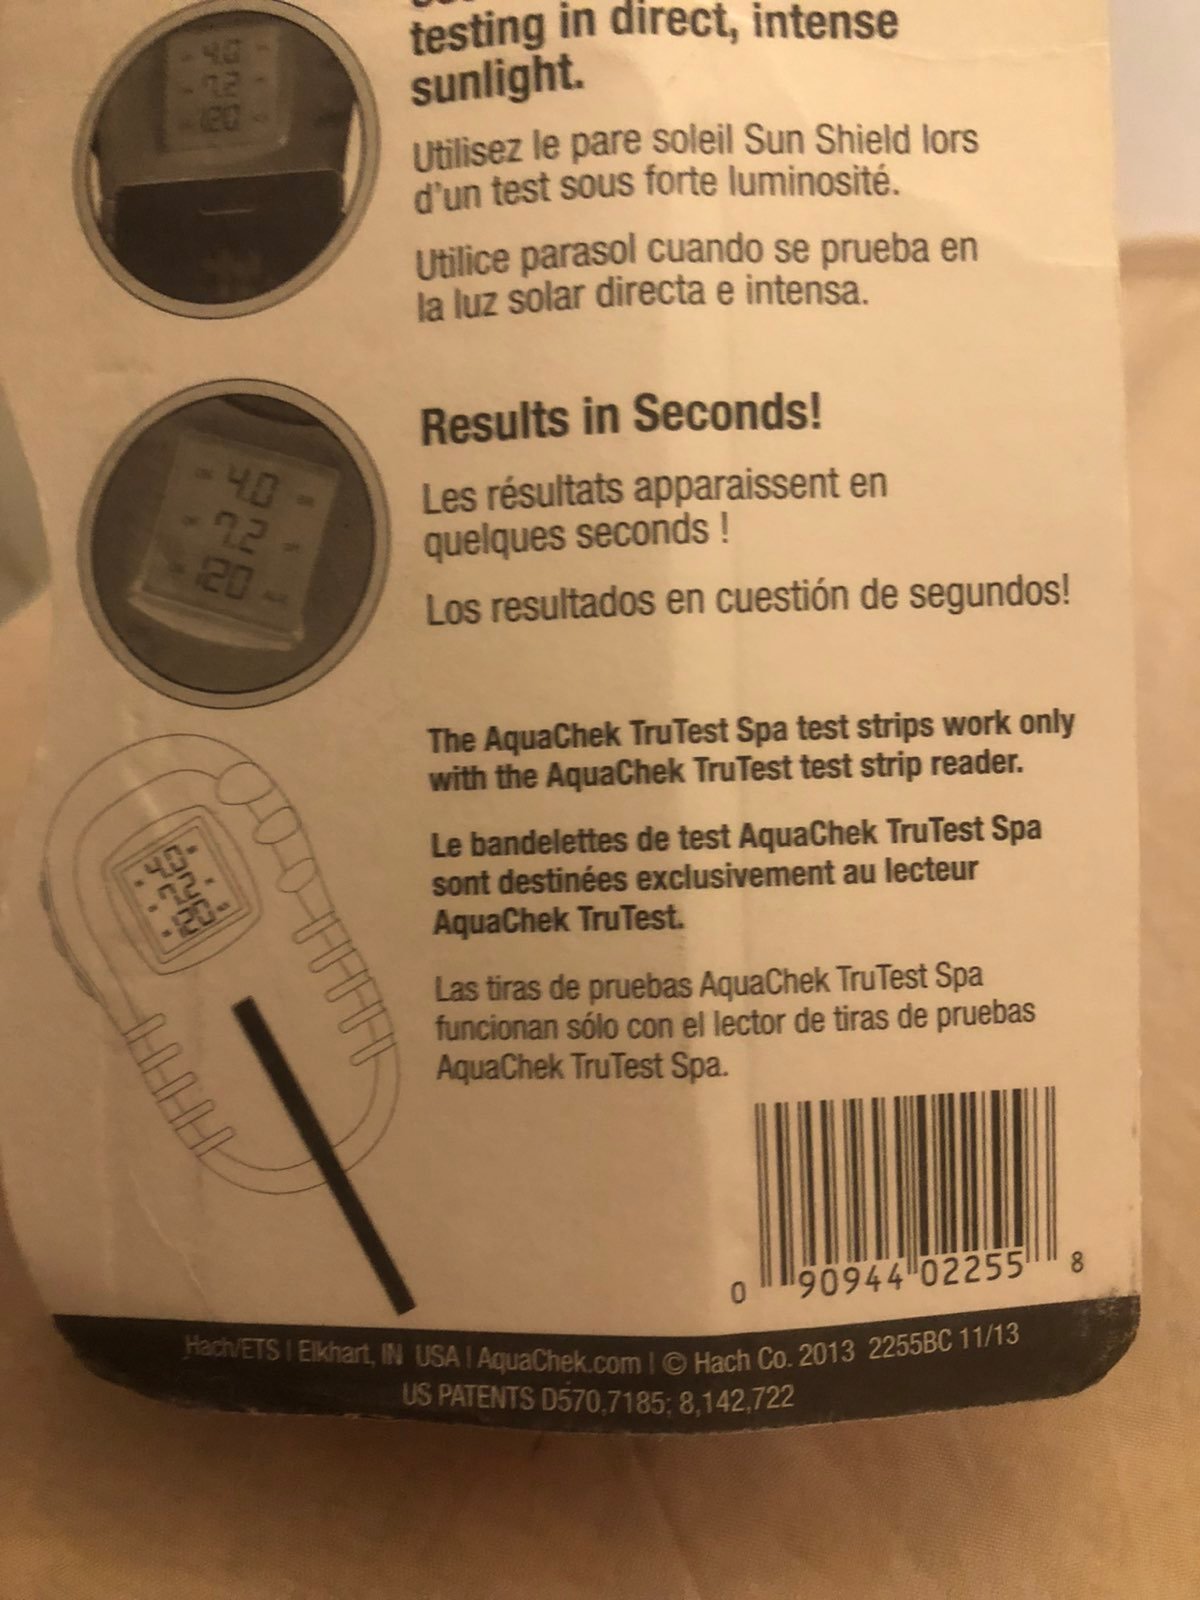 testing in direct, intense
sunlight.
Utilisez le pare soleil Sun Shield lors
d'un test sous forte luminosité.
Utilice parasol cuando se prueba en
la luz solar directa e intensa.
4.0
7.2
120
Results in Seconds!
Les résultats apparaissent en
quelques seconds !
Los resultados en cuestión de segundos!
4.0
7.2
120
The AquaChek TruTest Spa test strips work only
with the AquaChek TruTest test strip reader.
Le bandelettes de test AquaChek TruTest Spa
sont destinées exclusivement au lecteur
AquaChek TruTest.
Las tiras de pruebas AquaChek TruTest Spa
funcionan sólo con el lector de tiras de pruebas
AquaChek TruTest Spa.
0 90944 02255 8
Hach/ETS | Elkhart, IN USA | AquaChek.com | © Hach Co. 2013 2255BC 11/13
US PATENTS D570,7185; 8,142,722